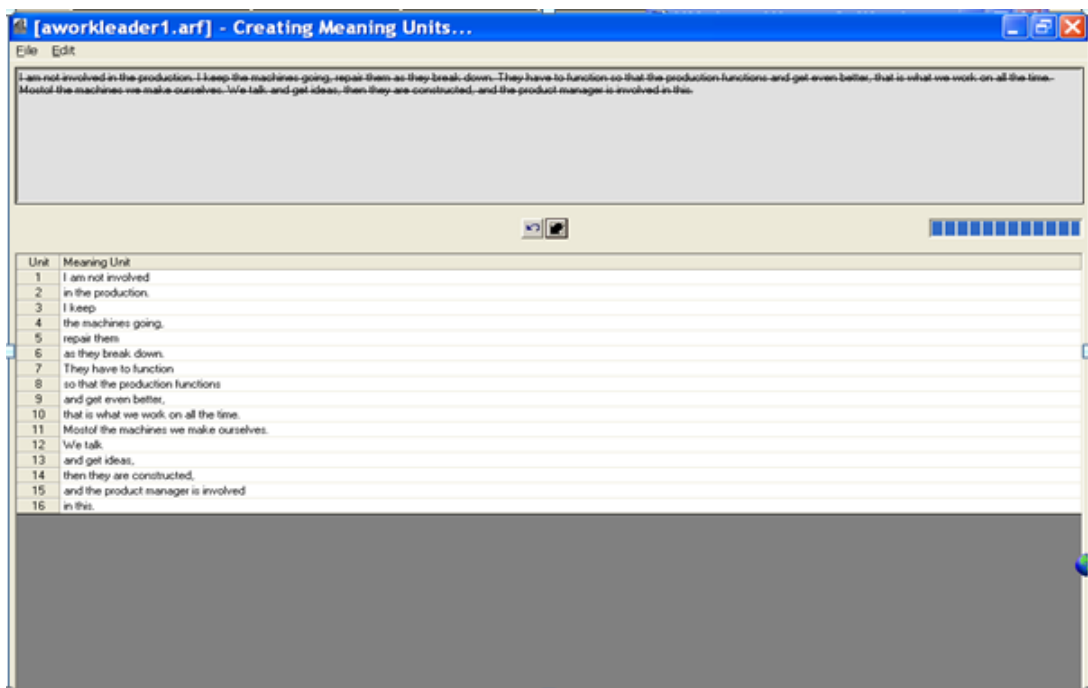 [aworkleader1.arf] - Creating Meaning Units...
File Edit
I am not involved in the production. I keep the machines going, repair them as they break down. They have to function so that the production functions and get even better, that is what we work on all the time.
Mostof the machines we make ourselves. We talk and get ideas, then they are constructed, and the product manager is involved in this.
Unit Meaning Unit
1 I am not involved
2 in the production.
3 I keep
4 the machines going,
5 repair them
6 as they break down.
7 They have to function
8 so that the production functions
9 and get even better,
10 that is what we work on all the time.
11 Mostof the machines we make ourselves.
12 We talk
13 and get ideas,
14 then they are constructed,
15 and the product manager is involved
16 in this.